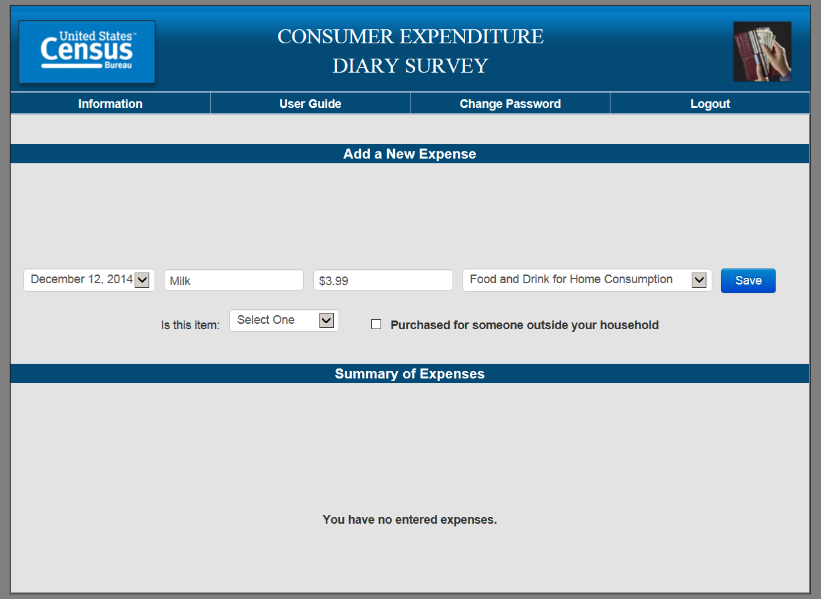 United States™
Census
Bureau
CONSUMER EXPENDITURE
DIARY SURVEY
Information User Guide Change Password Logout
Add a New Expense
December 12, 2014 Milk $3.99 Food and Drink for Home Consumption Save
Is this item: Select One Purchased for someone outside your household
Summary of Expenses
You have no entered expenses.